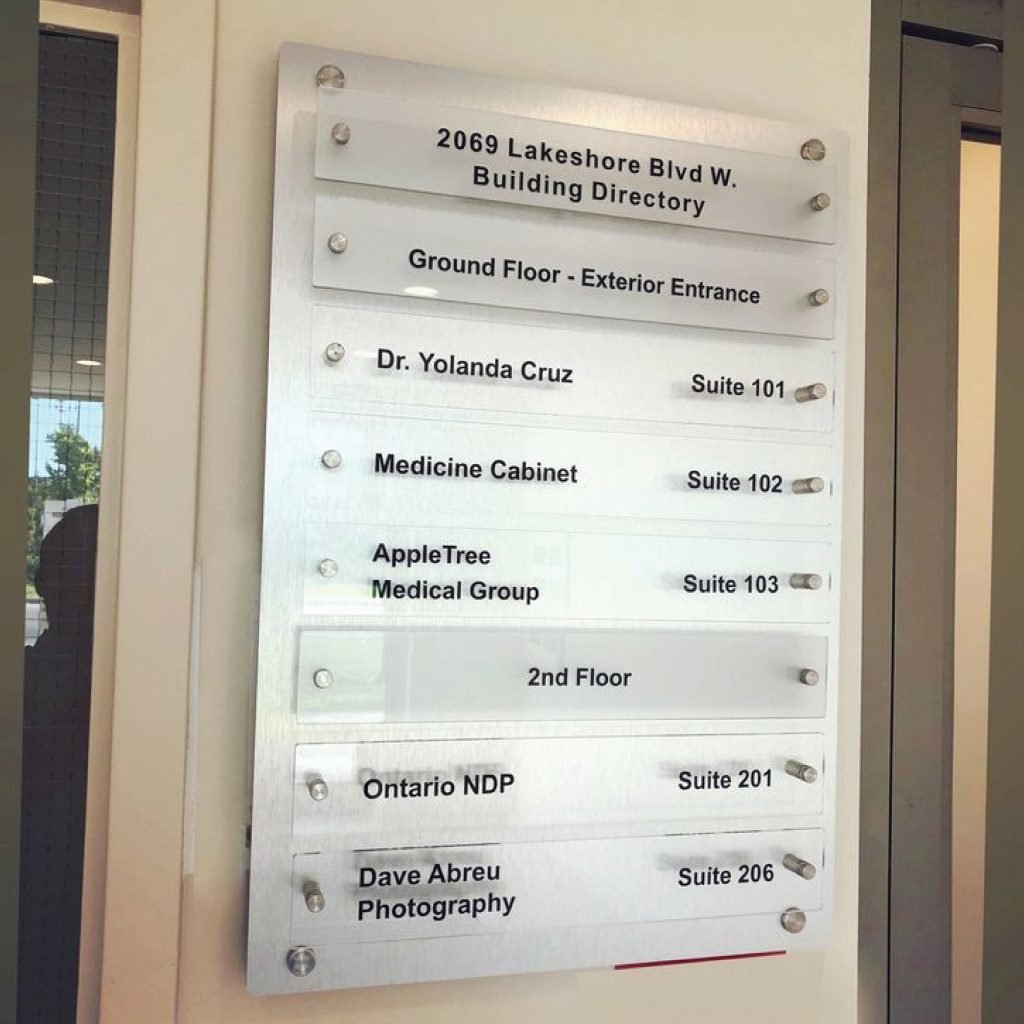 2069 Lakeshore Blvd W.
Building Directory
Ground Floor - Exterior Entrance
Dr. Yolanda Cruz Suite 101
Medicine Cabinet Suite 102
AppleTree
Medical Group Suite 103
2nd Floor
Ontario NDP Suite 201
Dave Abreu
Photography Suite 206